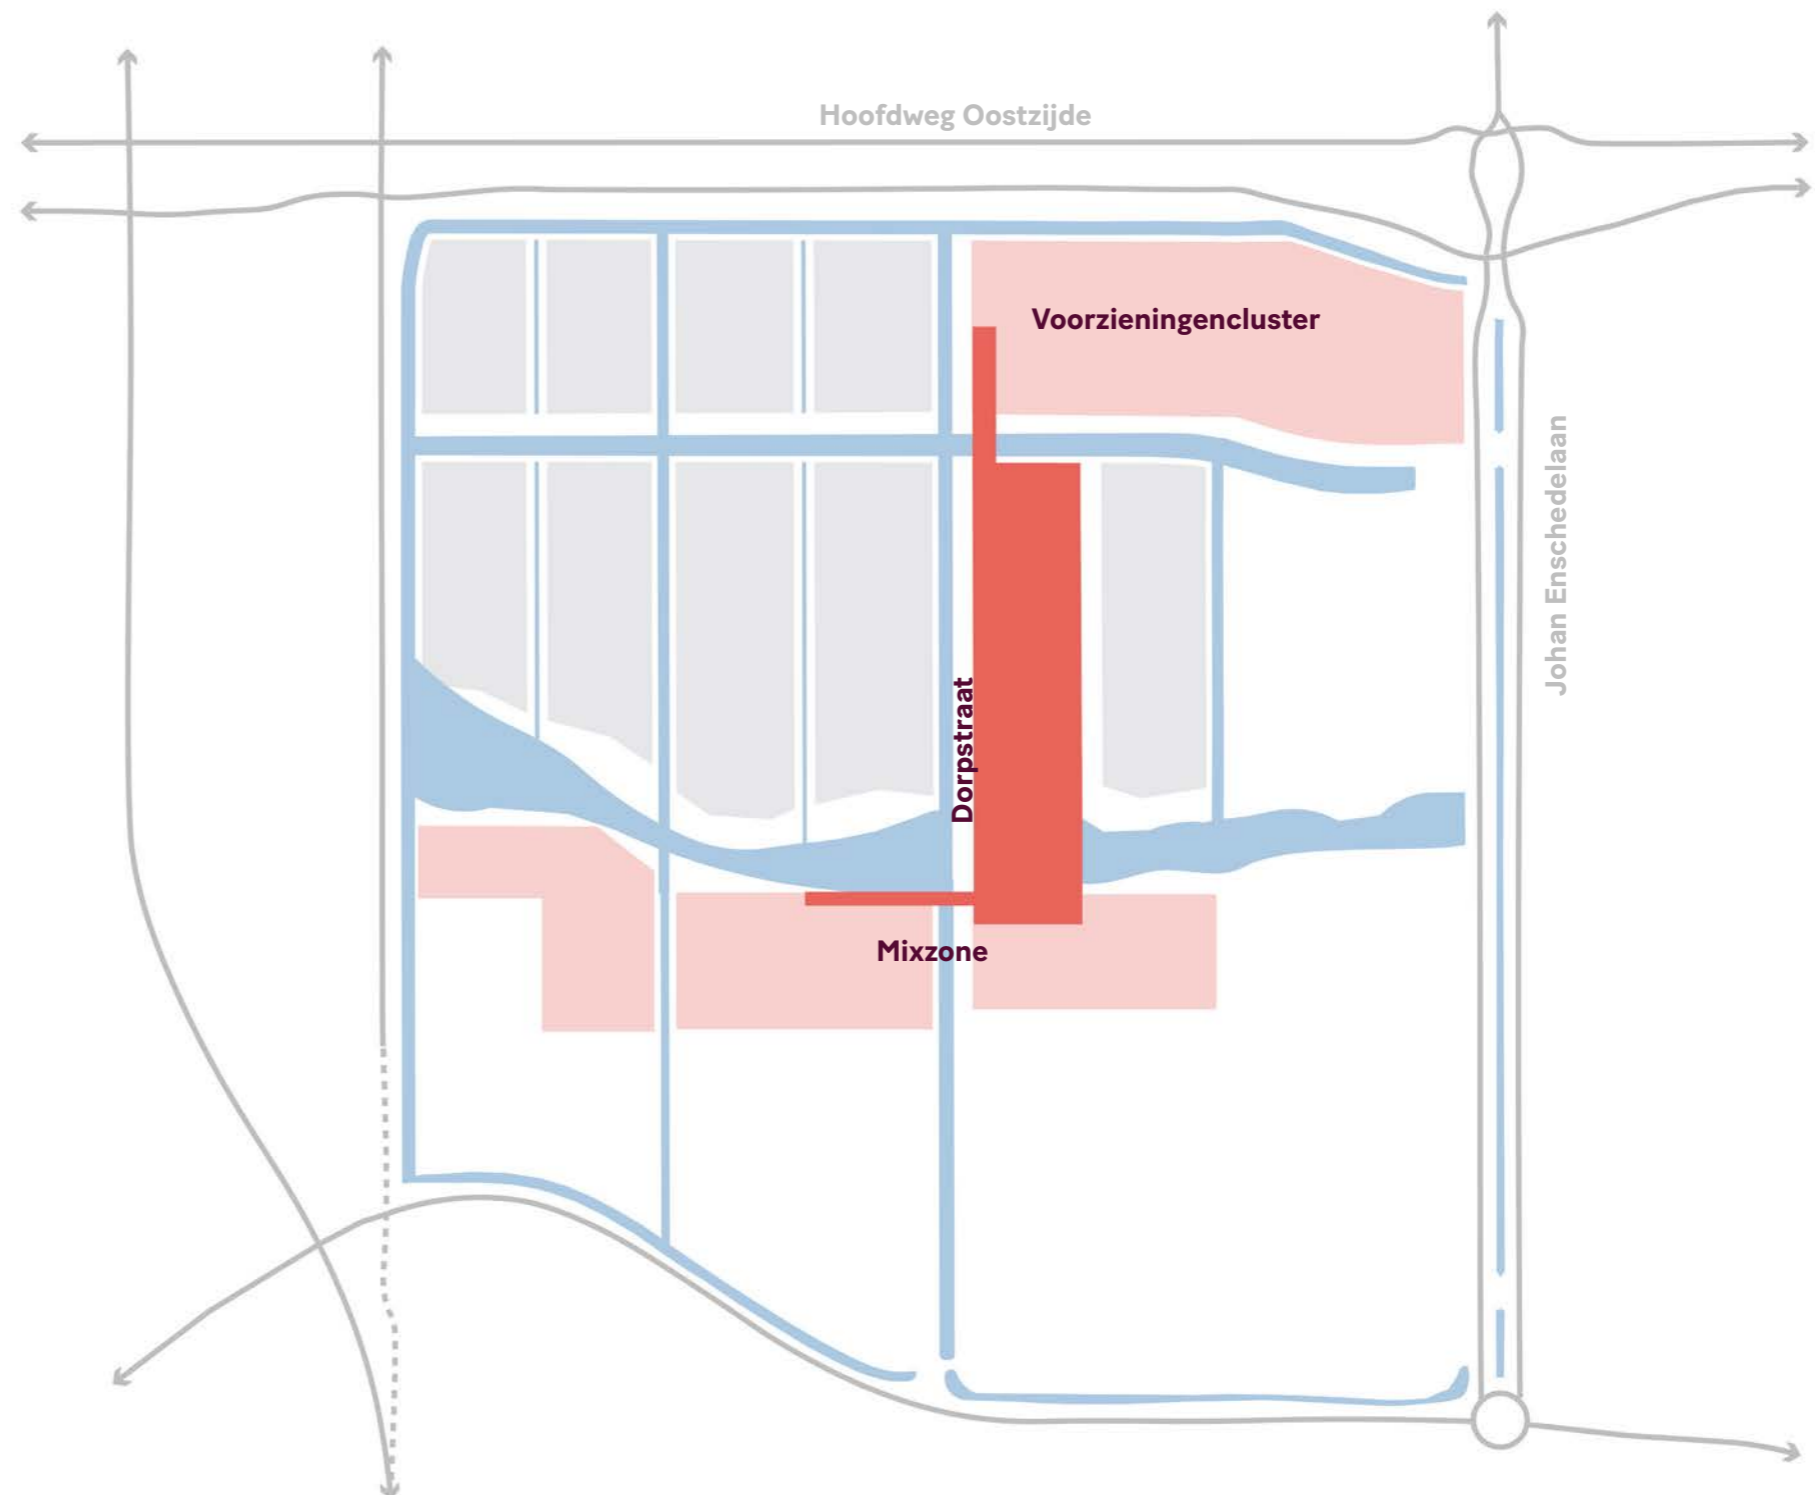 Hoofdweg Oostzijde
Voorzieningencluster
Johan Enschedelaan
Dorpstraat
Mixzone